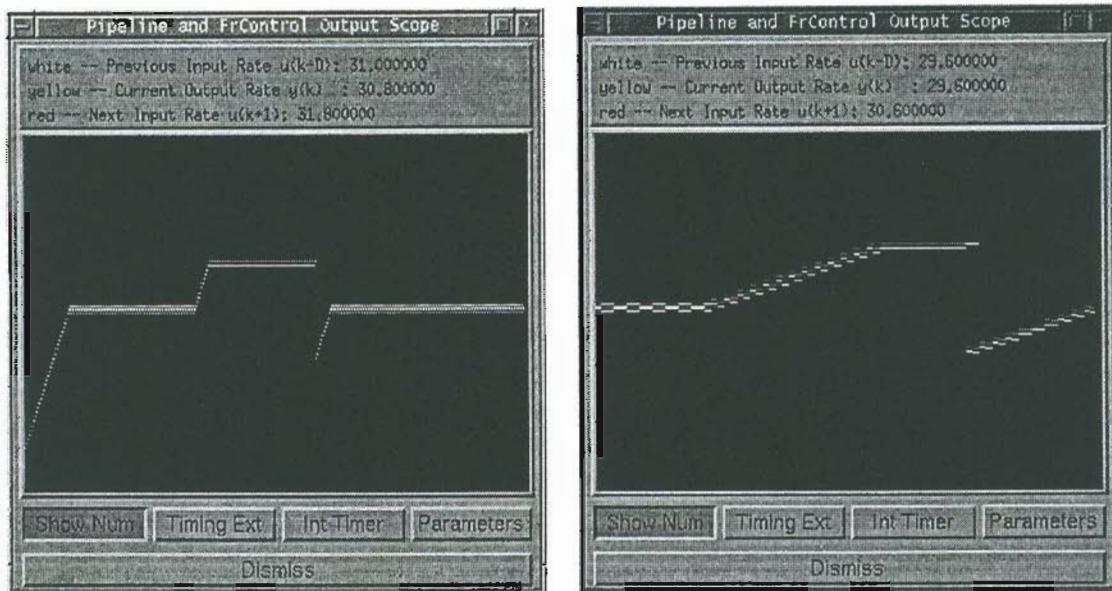 Pipeline and FrControl Output Scope
white -- Previous Input Rate u(k-D): 31.000000
yellow -- Current Output Rate y(k) : 30.800000
red -- Next Input Rate u(k+1): 31.800000
Show Num Timing Ext Int Timer Parameters
Dismiss
Pipeline and FrControl Output Scope
white -- Previous Input Rate u(k-D): 29.600000
yellow -- Current Output Rate y(k) : 29.600000
red -- Next Input Rate u(k+1): 30.600000
Show Num Timing Ext Int Timer Parameters
Dismiss